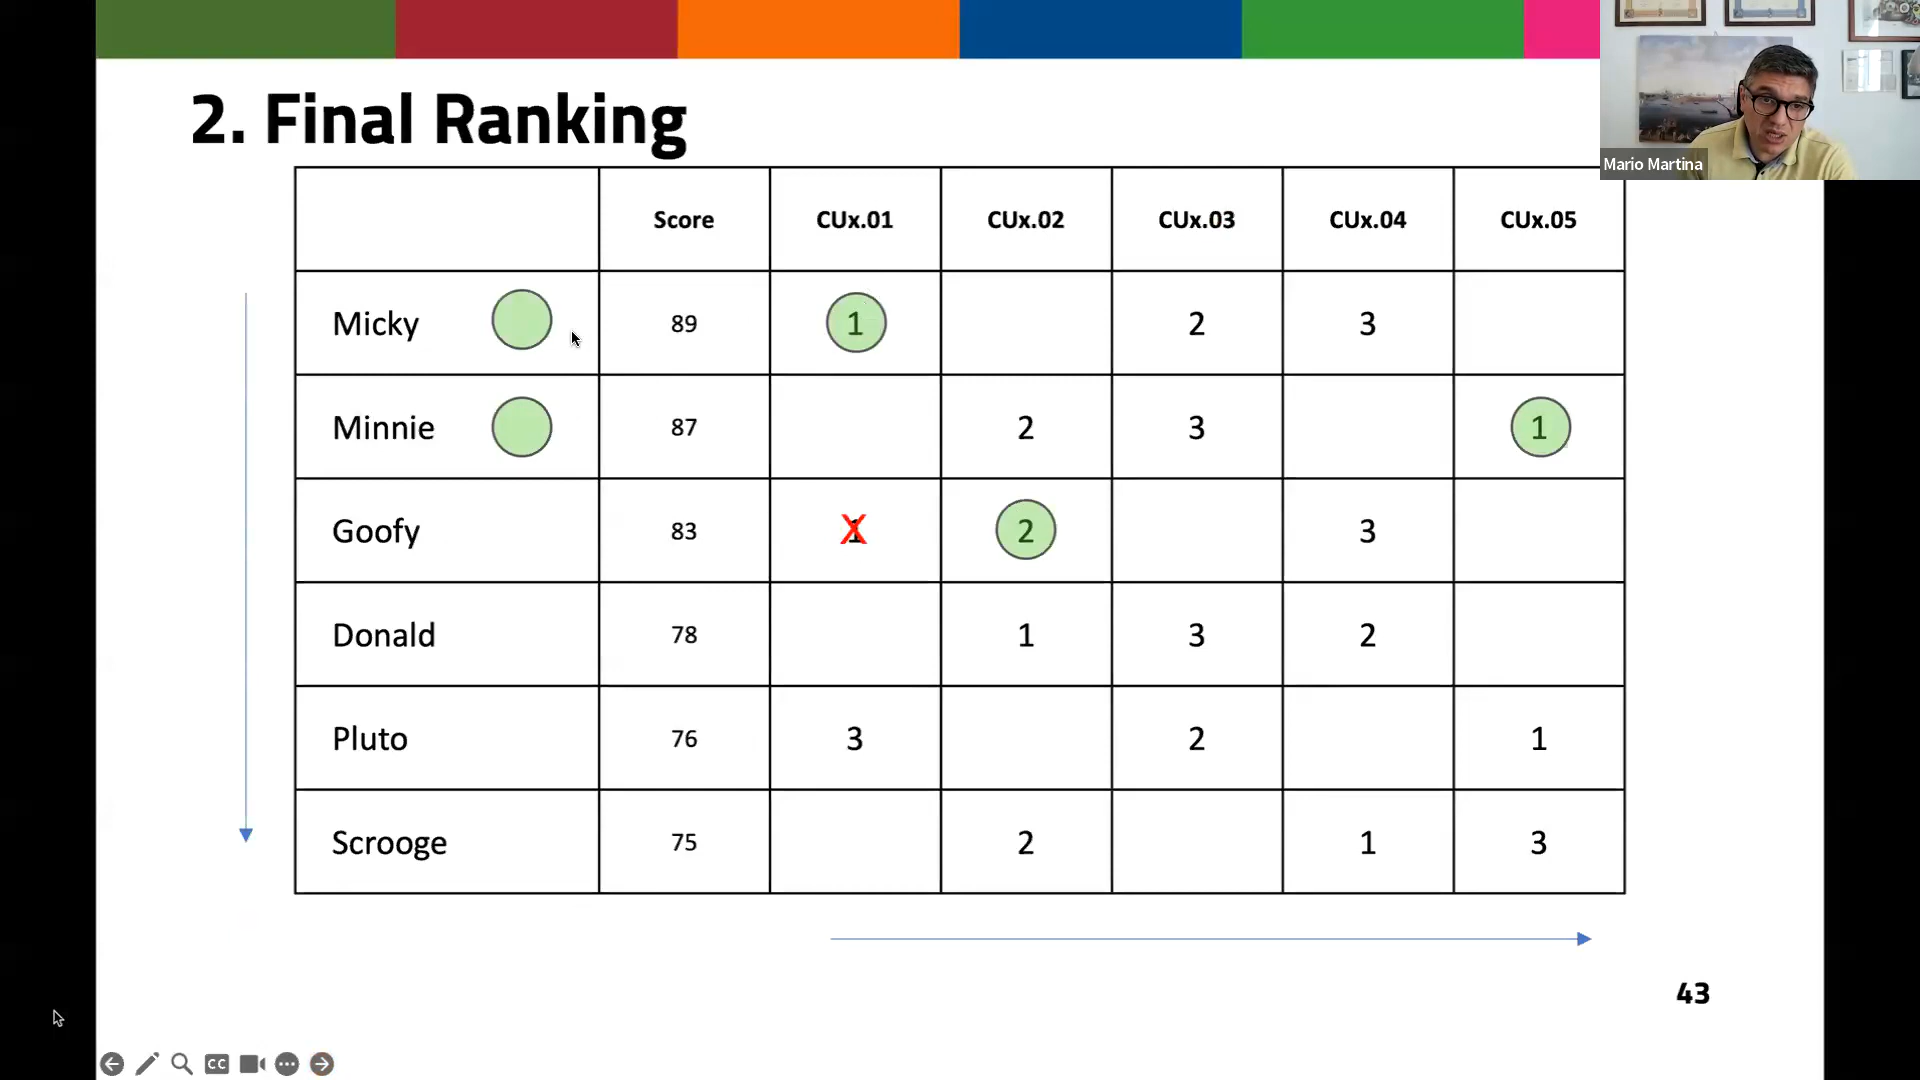 2. Final Ranking
Mario Martina
Score CUx.01 CUx.02 CUx.03 CUx.04 CUx.05
Micky 89 1 2 3
Minnie 87 2 3 1
Goofy 83 1 X 2 3
Donald 78 1 3 2
Pluto 76 3 2 1
Scrooge 75 2 1 3
43
CC